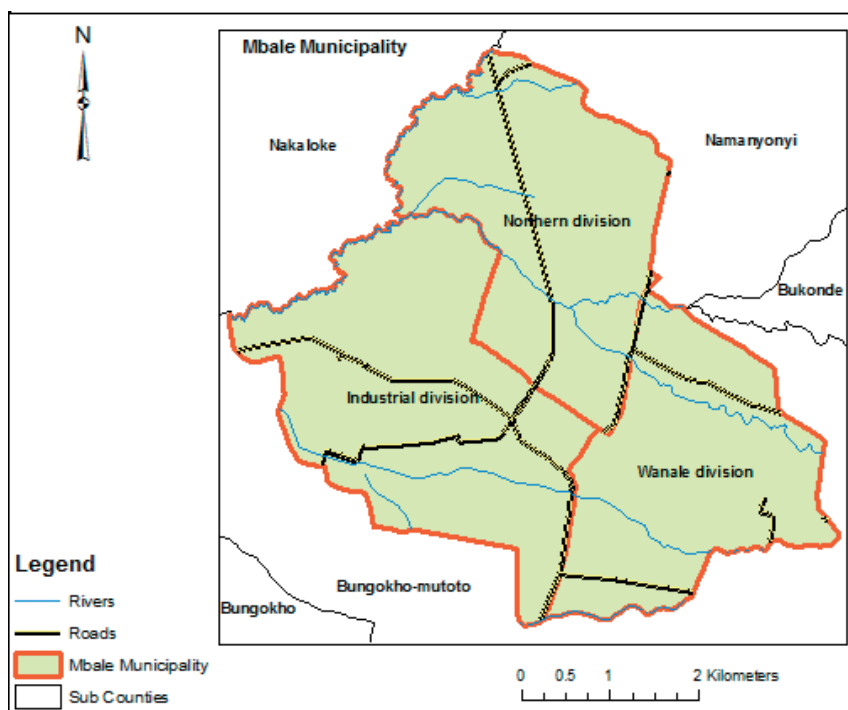 N
Mbale Municipality
Nakaloke
Namanyonyi
Northern division
Bukonde
Industrial division
Wanale division
Bungokho-mutoto
Bungokho
Legend
Rivers
Roads
Mbale Municipality
Sub Counties
0 0.5 1 2 Kilometers